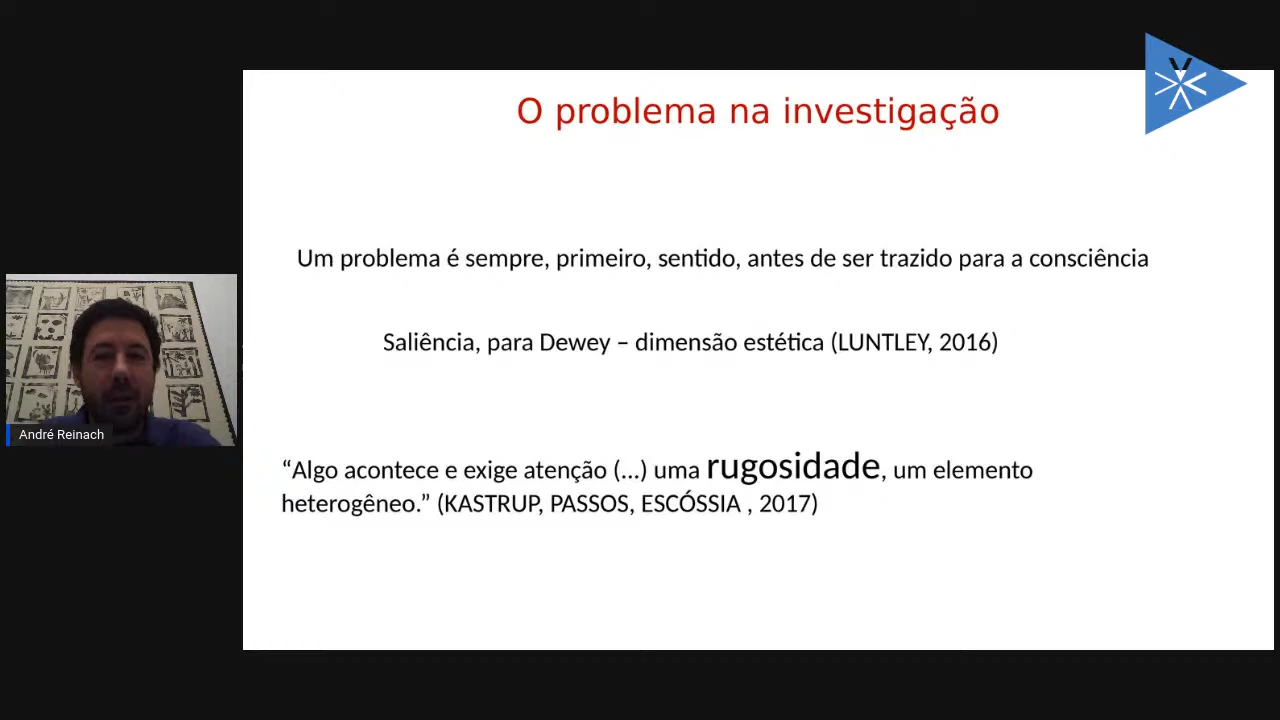 O problema na investigação
Um problema é sempre, primeiro, sentido, antes de ser trazido para a consciência
Saliência, para Dewey – dimensão estética (LUNTLEY, 2016)
“Algo acontece e exige atenção (...) uma rugosidade, um elemento
heterogêneo.” (KASTRUP, PASSOS, ESCÓSSIA , 2017)
André Reinach